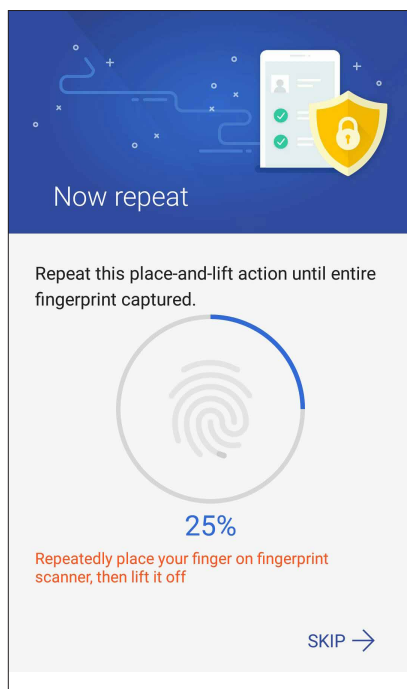 Now repeat
Repeat this place-and-lift action until entire
fingerprint captured.
25%
Repeatedly place your finger on fingerprint
scanner, then lift it off
SKIP